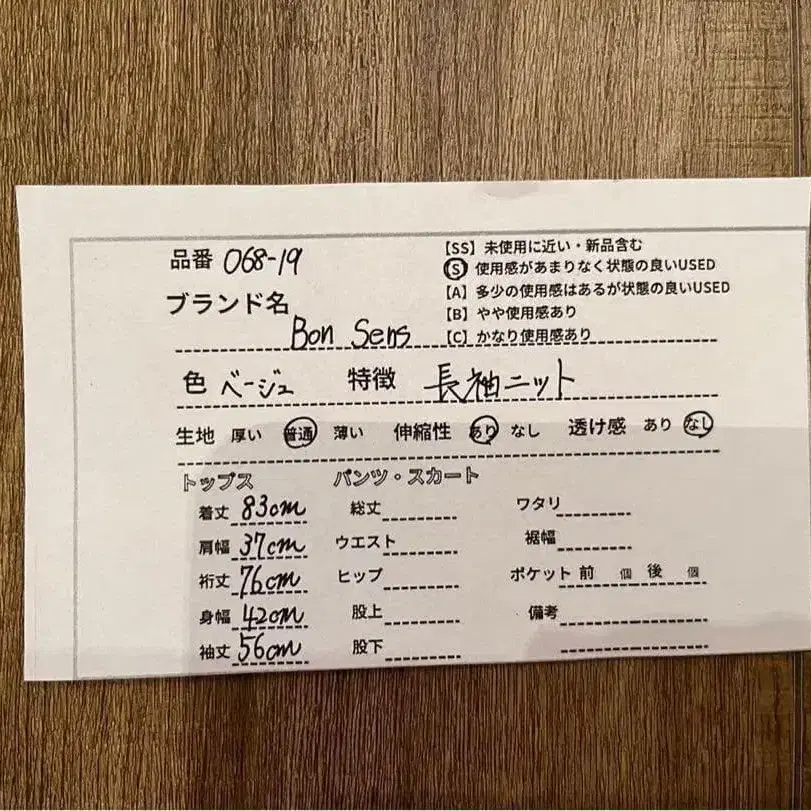 品番 068-19
【SS】未使用に近い・新品含む
Ⓢ 使用感があまりなく状態の良いUSED
【A】多少の使用感はあるが状態の良いUSED
【B】やや使用感あり
【C】かなり使用感あり
ブランド名
Bon Sens
色 ベージュ 特徴 長袖ニット
生地 厚い 普通 薄い 伸縮性 あり なし 透け感 あり なし
トップス パンツ・スカート
着丈 83cm 総丈 ワタリ
肩幅 37cm ウエスト 裾幅
裄丈 76cm ヒップ ポケット 前 個 後 個
身幅 42cm 股上 備考
袖丈 56cm 股下